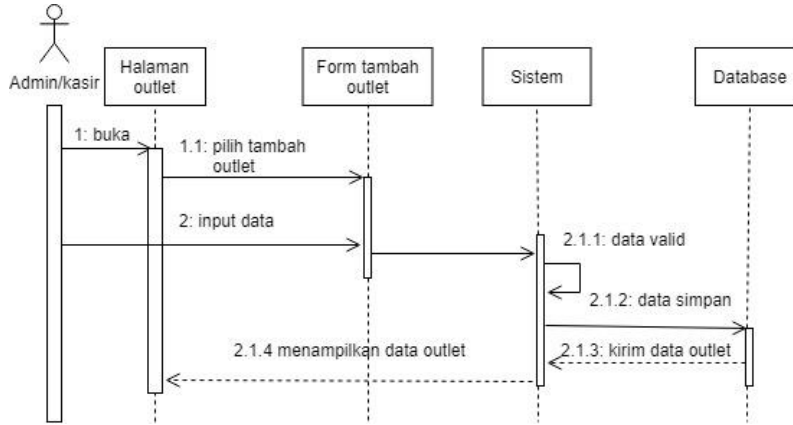 Admin/kasir
Halaman
outlet
Form tambah
outlet
Sistem
Database
1: buka
1.1: pilih tambah
outlet
2: input data
2.1.1: data valid
2.1.2: data simpan
2.1.3: kirim data outlet
2.1.4 menampilkan data outlet